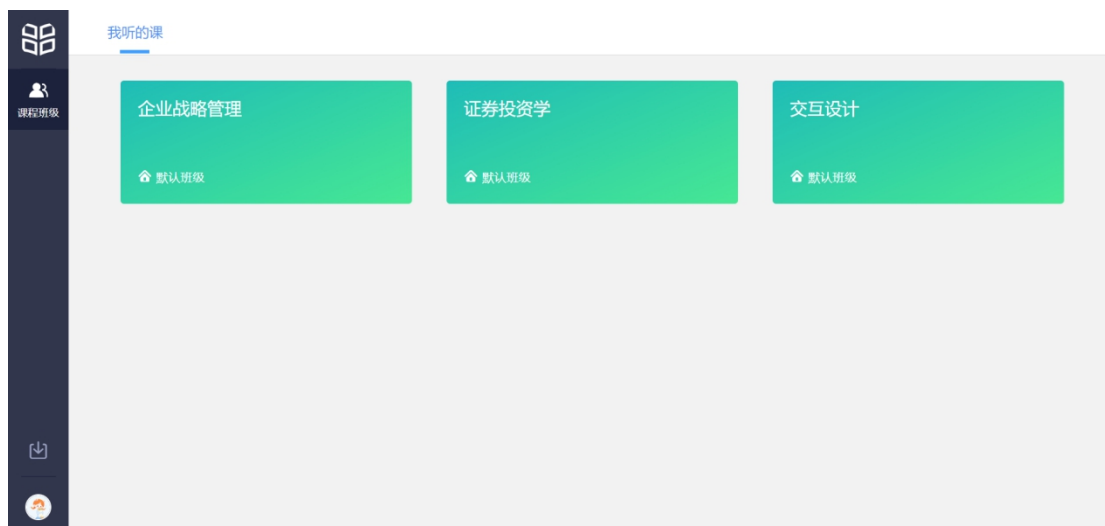 我听的课
课程班级
企业战略管理
证券投资学
交互设计
默认班级
默认班级
默认班级